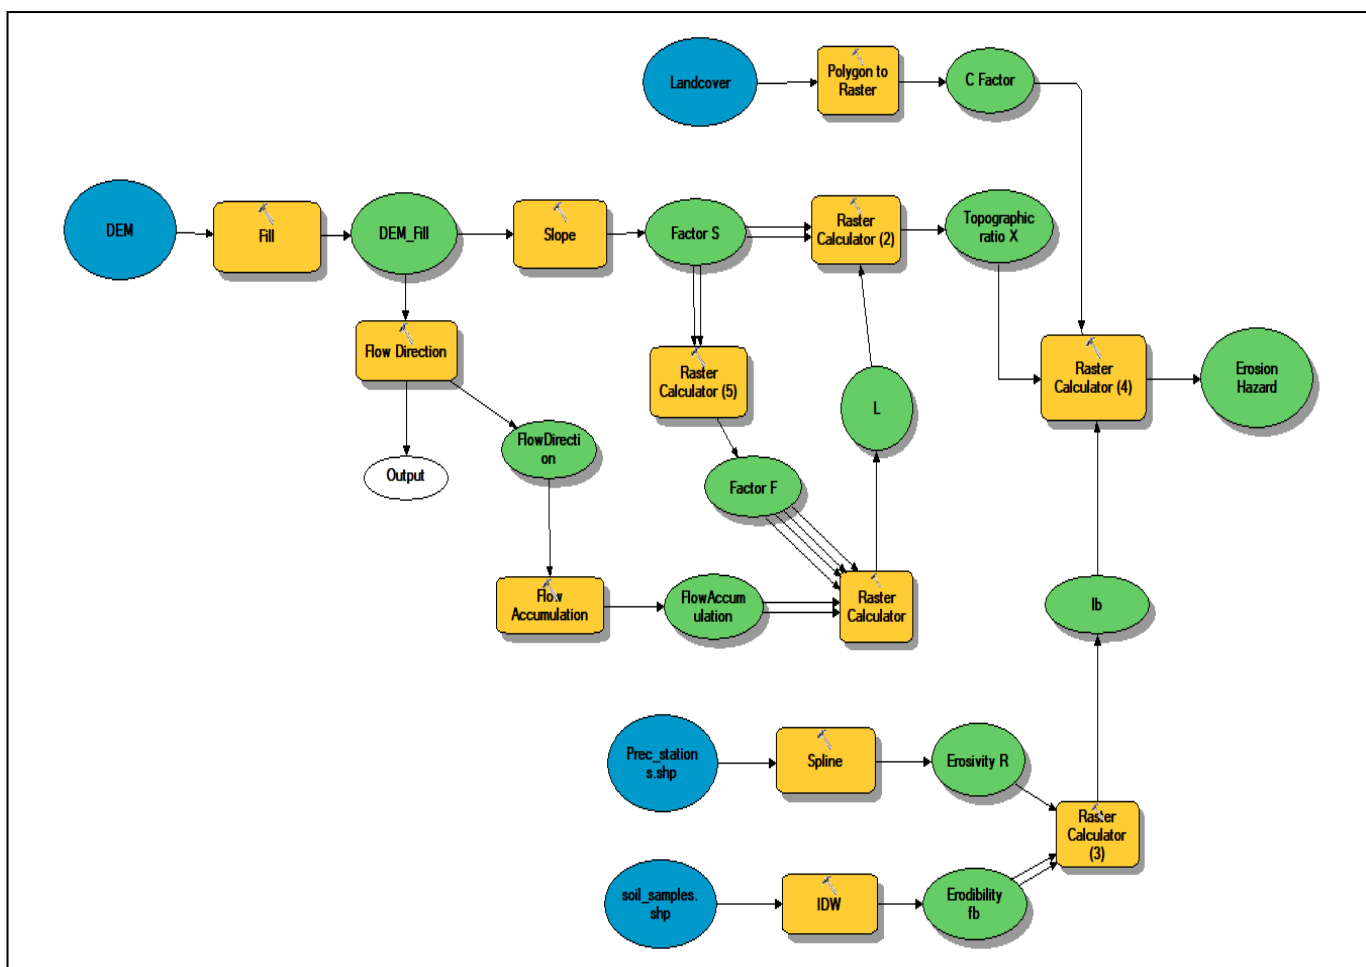 Landcover
Polygon to
Raster
C Factor
DEM
Fill
DEM_Fill
Slope
Factor S
Raster
Calculator (2)
Topographic
ratio X
Flow Direction
Raster
Calculator (5)
L
Raster
Calculator (4)
Erosion
Hazard
FlowDirecti
on
Output
Factor F
Flow
Accumulation
FlowAccum
ulation
Raster
Calculator
Ib
Prec_station
s.shp
Spline
Erosivity R
Raster
Calculator
(3)
soil_samples.
shp
IDW
Erodibility
fb